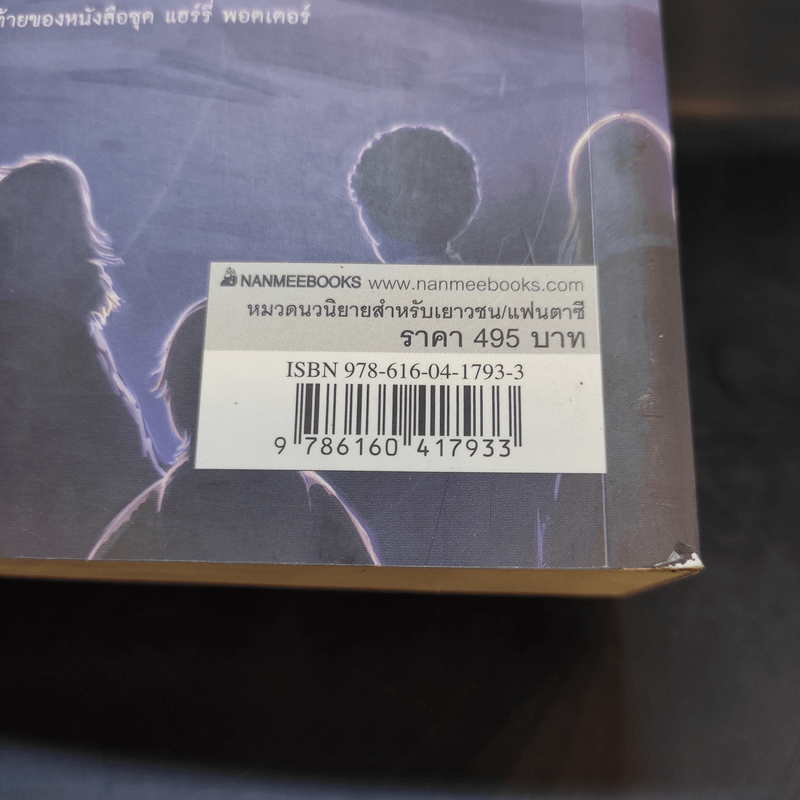 ท้ายของหนังสือชุด แฮร์รี่ พอตเตอร์
NANMEEBOOKS www.nanmeebooks.com
หมวดนวนิยายสำหรับเยาวชน/แฟนตาซี
ราคา 495 บาท
ISBN 978-616-04-1793-3
9 786160 417933